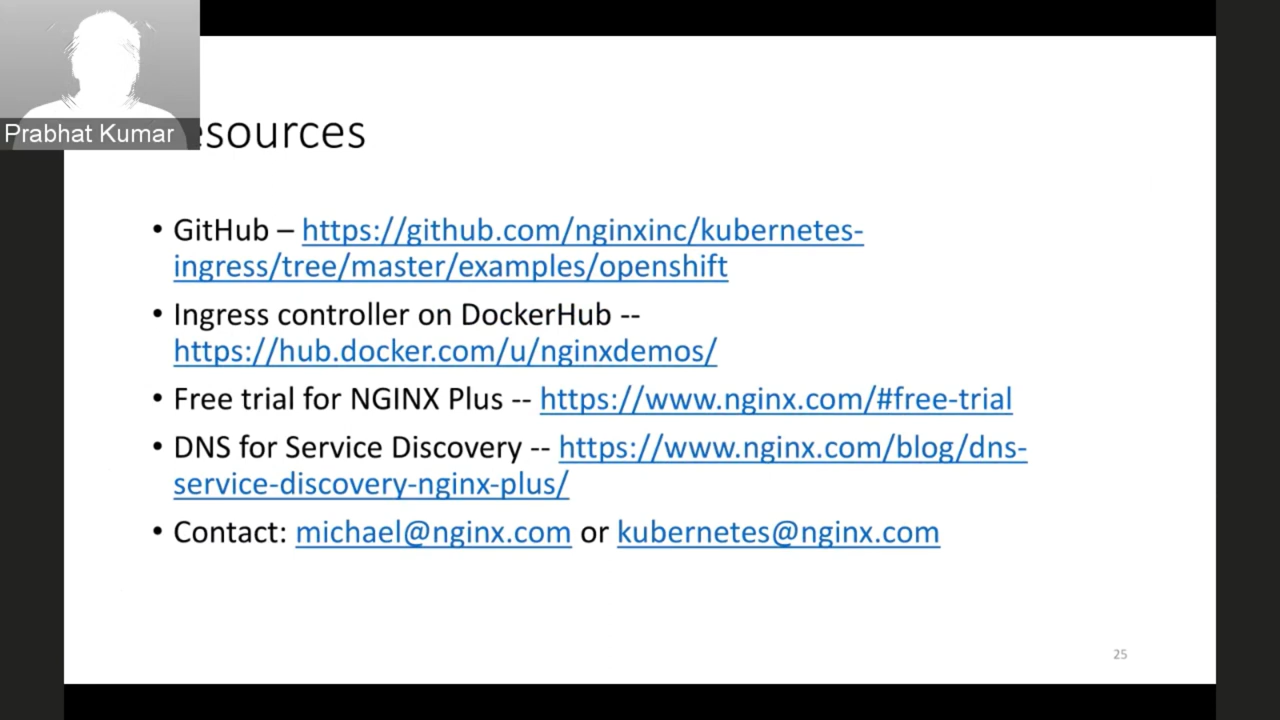 Prabhat Kumar
esources
• GitHub – https://github.com/nginxinc/kubernetes-
ingress/tree/master/examples/openshift
• Ingress controller on DockerHub --
https://hub.docker.com/u/nginxdemos/
• Free trial for NGINX Plus -- https://www.nginx.com/#free-trial
• DNS for Service Discovery -- https://www.nginx.com/blog/dns-
service-discovery-nginx-plus/
• Contact: michael@nginx.com or kubernetes@nginx.com
25